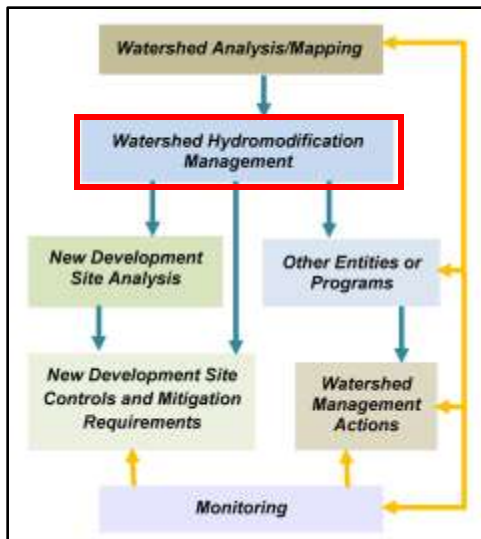 Watershed Analysis/Mapping
Watershed Hydromodification
Management
New Development
Site Analysis
Other Entities or
Programs
New Development Site
Controls and Mitigation
Requirements
Watershed
Management
Actions
Monitoring